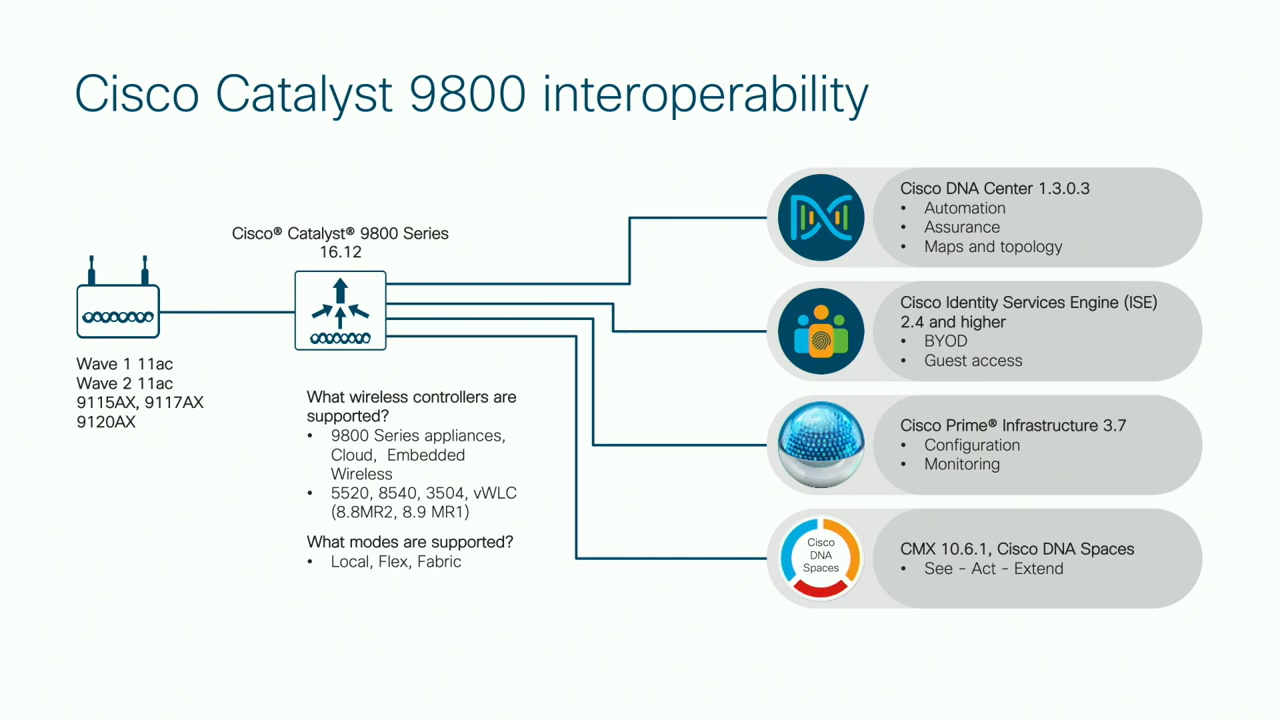 Cisco Catalyst 9800 interoperability
Cisco® Catalyst® 9800 Series
16.12
Wave 1 11ac
Wave 2 11ac
9115AX, 9117AX
9120AX
What wireless controllers are
supported?
• 9800 Series appliances,
Cloud, Embedded
Wireless
• 5520, 8540, 3504, vWLC
(8.8MR2, 8.9 MR1)
What modes are supported?
• Local, Flex, Fabric
Cisco DNA Center 1.3.0.3
• Automation
• Assurance
• Maps and topology
Cisco Identity Services Engine (ISE)
2.4 and higher
• BYOD
• Guest access
Cisco Prime® Infrastructure 3.7
• Configuration
• Monitoring
Cisco
DNA
Spaces
CMX 10.6.1, Cisco DNA Spaces
• See - Act - Extend